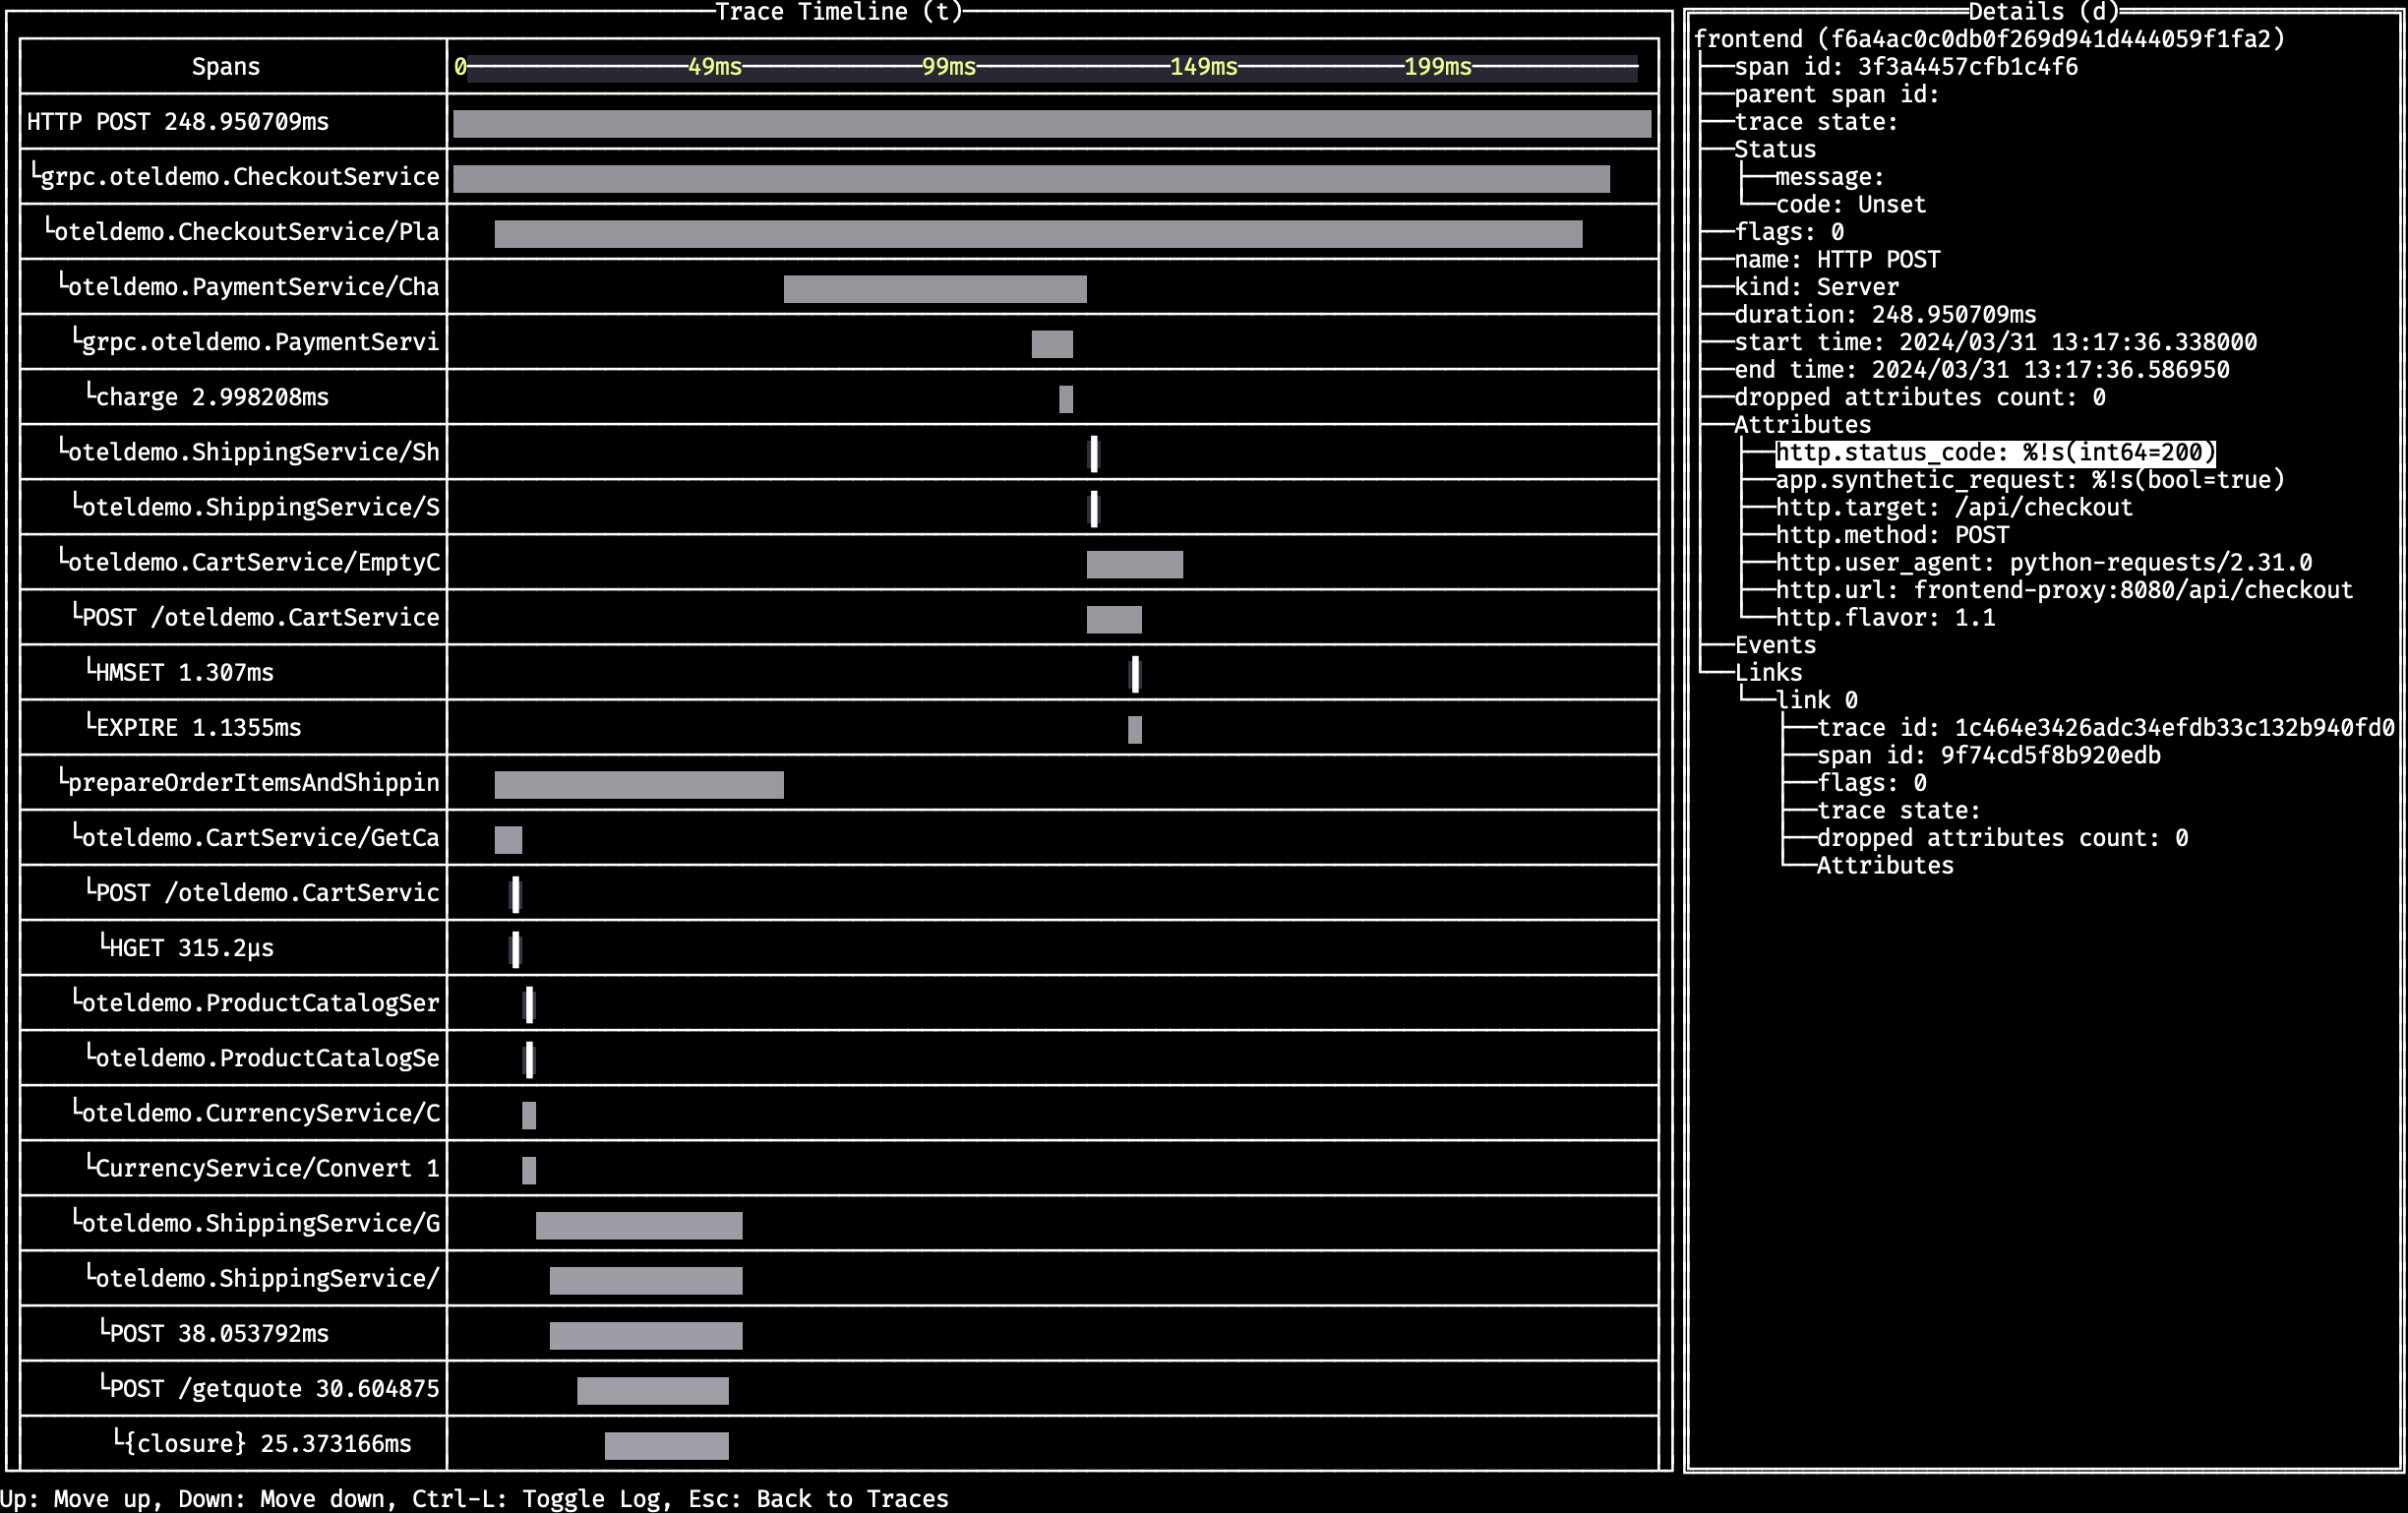 Trace Timeline (t)
Spans
0 49ms 99ms 149ms 199ms
HTTP POST 248.950709ms
grpc.oteldemo.CheckoutService
oteldemo.CheckoutService/Pla
oteldemo.PaymentService/Cha
grpc.oteldemo.PaymentServi
charge 2.998208ms
oteldemo.ShippingService/Sh
oteldemo.ShippingService/S
oteldemo.CartService/EmptyC
POST /oteldemo.CartService
HMSET 1.307ms
EXPIRE 1.1355ms
prepareOrderItemsAndShippin
oteldemo.CartService/GetCa
POST /oteldemo.CartServic
HGET 315.2µs
oteldemo.ProductCatalogSer
oteldemo.ProductCatalogSe
oteldemo.CurrencyService/C
CurrencyService/Convert 1
oteldemo.ShippingService/G
oteldemo.ShippingService/
POST 38.053792ms
POST /getquote 30.604875
{closure} 25.373166ms
Details (d)
frontend (f6a4ac0c0db0f269d941d444059f1fa2)
span id: 3f3a4457cfb1c4f6
parent span id:
trace state:
Status
message:
code: Unset
flags: 0
name: HTTP POST
kind: Server
duration: 248.950709ms
start time: 2024/03/31 13:17:36.338000
end time: 2024/03/31 13:17:36.586950
dropped attributes count: 0
Attributes
http.status_code: %!s(int64=200)
app.synthetic_request: %!s(bool=true)
http.target: /api/checkout
http.method: POST
http.user_agent: python-requests/2.31.0
http.url: frontend-proxy:8080/api/checkout
http.flavor: 1.1
Events
Links
link 0
trace id: 1c464e3426adc34efdb33c132b940fd0
span id: 9f74cd5f8b920edb
flags: 0
trace state:
dropped attributes count: 0
Attributes
Up: Move up, Down: Move down, Ctrl-L: Toggle Log, Esc: Back to Traces